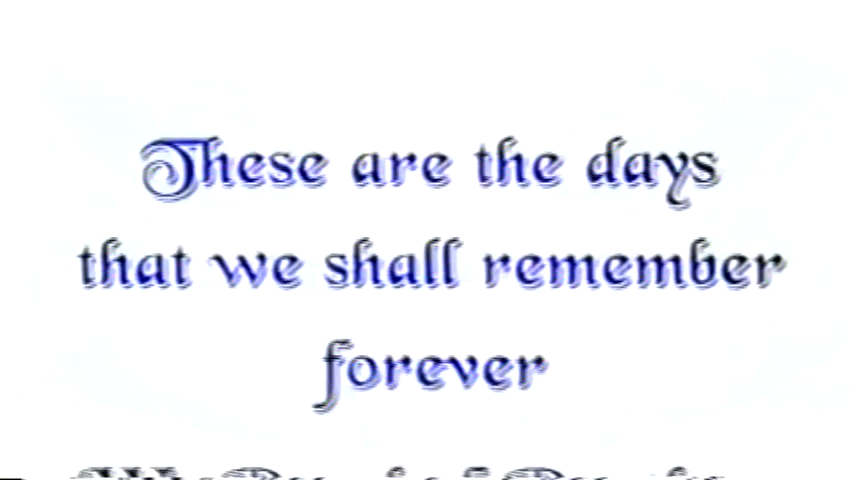 These are the days
that we shall remember
forever